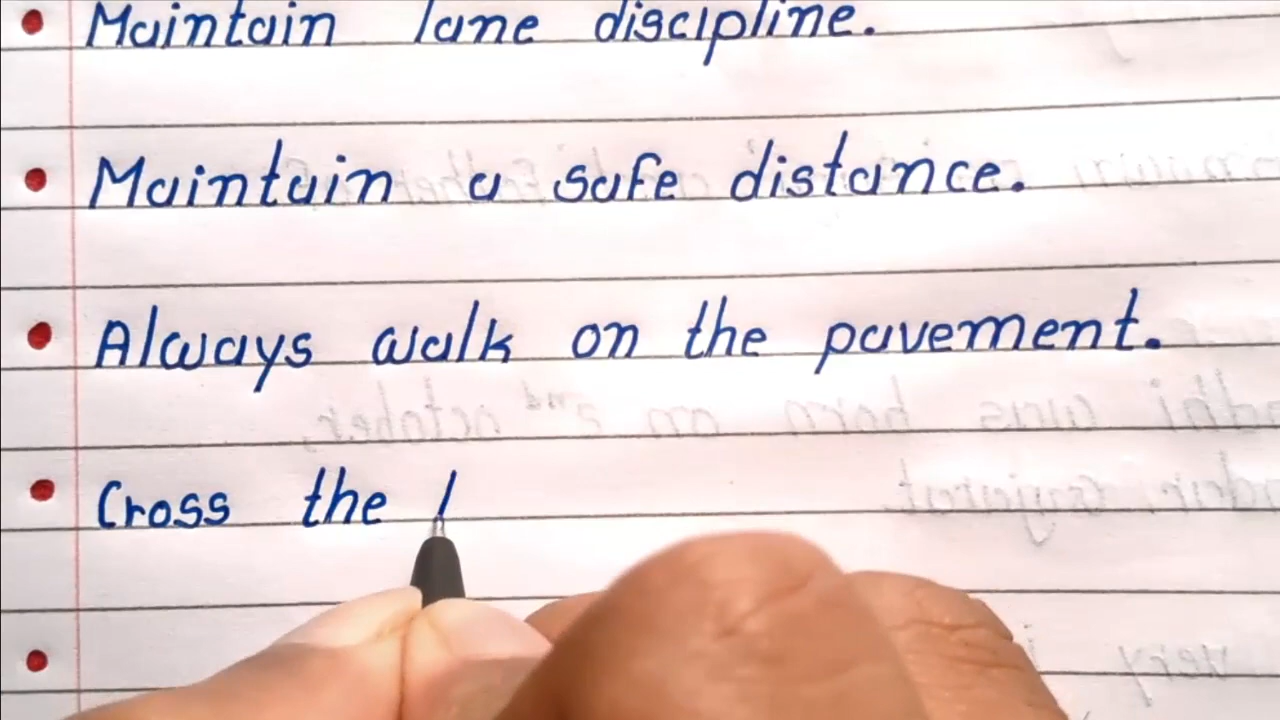 • Maintain lane discipline.
• Maintain a safe distance.
• Always walk on the pavement.
• Cross the